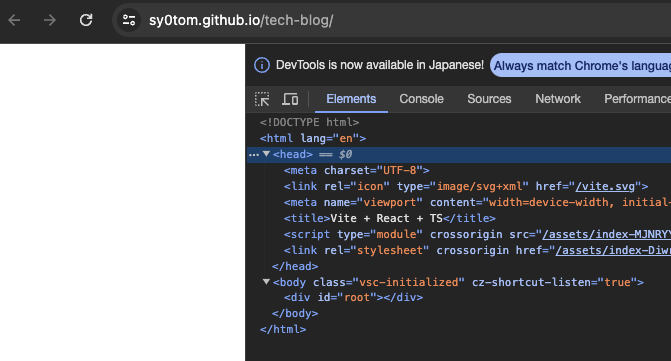 sy0tom.github.io/tech-blog/
DevTools is now available in Japanese! Always match Chrome's langua
Elements Console Sources Network Performance
<!DOCTYPE html>
<html lang="en">
<head> == $0
<meta charset="UTF-8">
<link rel="icon" type="image/svg+xml" href="/vite.svg">
<meta name="viewport" content="width=device-width, initial-
<title>Vite + React + TS</title>
<script type="module" crossorigin src="/assets/index-MJNRY
<link rel="stylesheet" crossorigin href="/assets/index-Diw
</head>
<body class="vsc-initialized" cz-shortcut-listen="true">
<div id="root"></div>
</body>
</html>